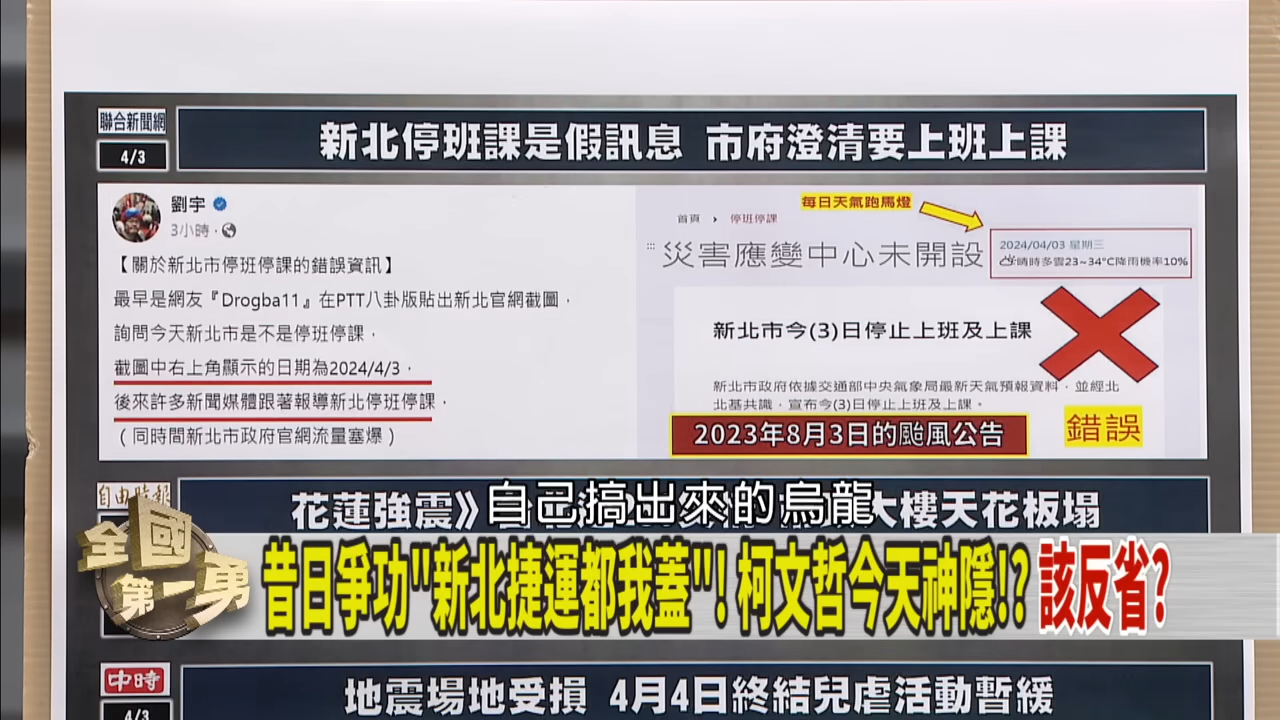 聯合新聞網
4/3
新北停班課是假訊息 市府澄清要上班上課
劉宇
3小時·
【關於新北市停班停課的錯誤資訊】
最早是網友『Drogba11』在PTT八卦版貼出新北官網截圖，
詢問今天新北市是不是停班停課，
截圖中右上角顯示的日期為2024/4/3，
後來許多新聞媒體跟著報導新北停班停課，
（同時間新北市政府官網流量塞爆）
每日天氣跑馬燈
首頁 › 停班停課
災害應變中心未開設
2024/04/03 星期三
晴時多雲23~34°C降雨機率10%
新北市今(3)日停止上班及上課
新北市政府依據交通部中央氣象局最新天氣預報資料，並經北
北基共識，宣布今(3)日停止上班及上課。
2023年8月3日的颱風公告
錯誤
自由時報
花蓮強震》
大樓天花板塌
自己搞出來的烏龍
全國第一勇
昔日爭功"新北捷運都我蓋"！柯文哲今天神隱!? 該反省?
中時
4/3
地震場地受損 4月4日終結兒虐活動暫緩